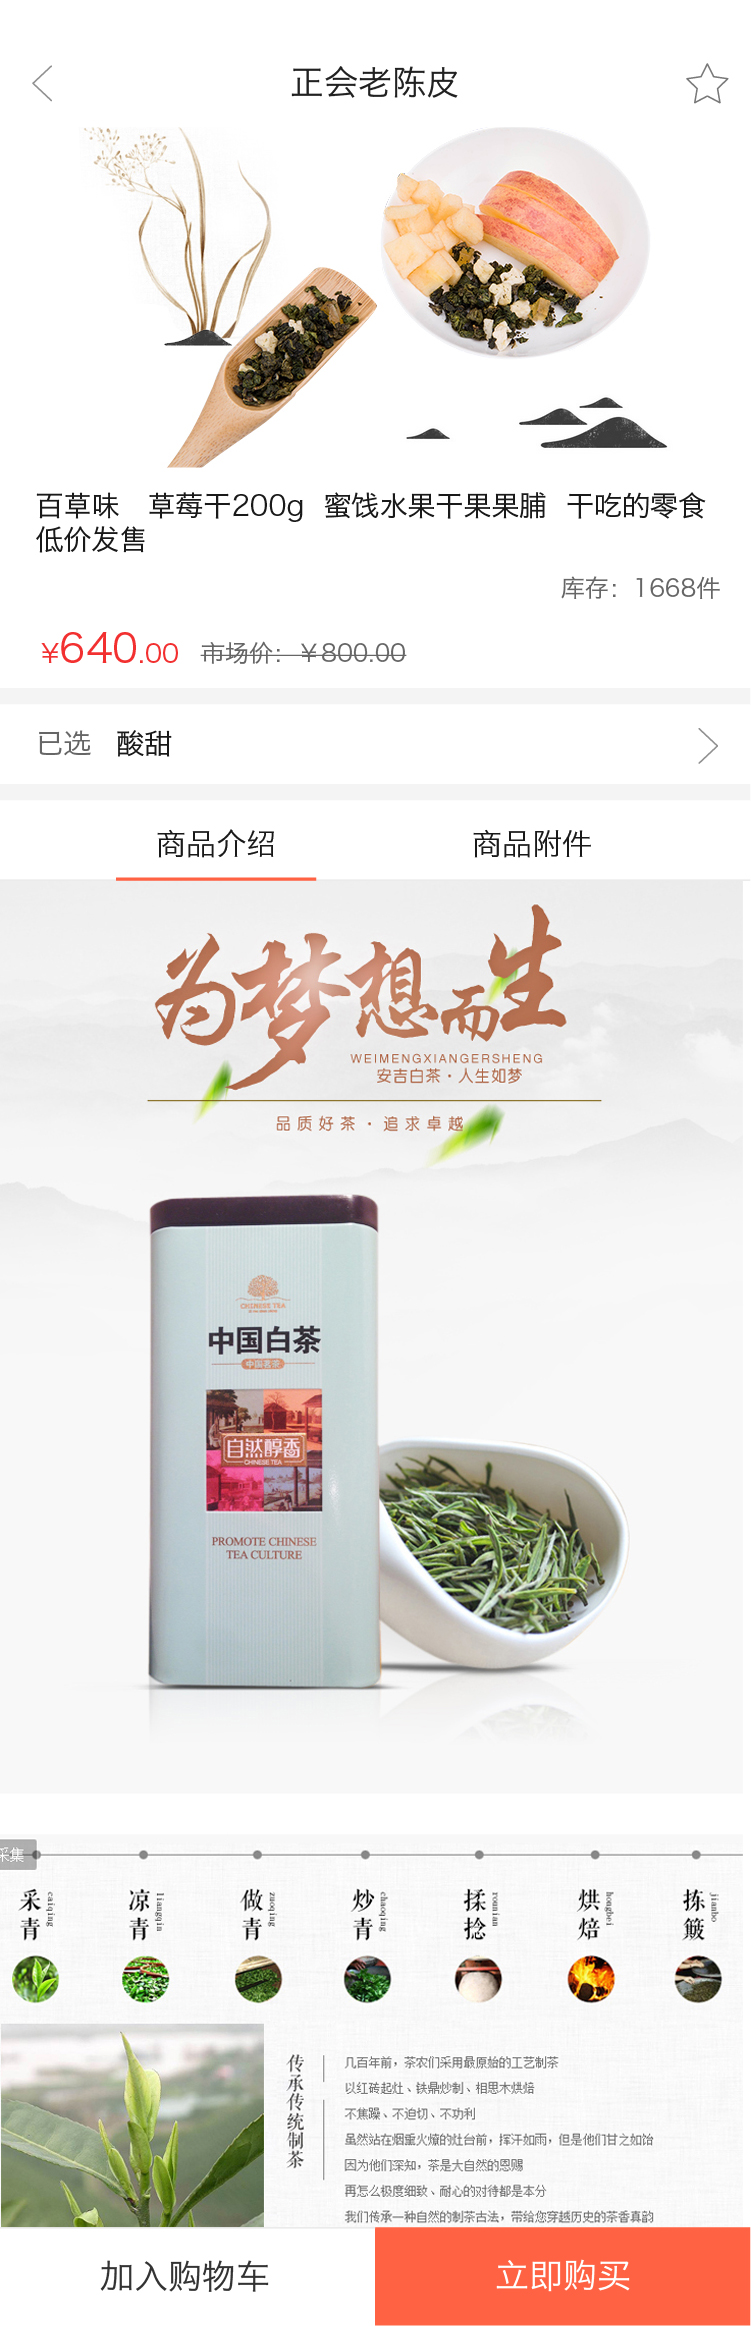 正会老陈皮
百草味 草莓干200g 蜜饯水果干果果脯 干吃的零食
低价发售
库存：1668件
¥640.00 市场价：￥800.00
已选 酸甜
商品介绍 商品附件
为梦想而生
WEIMENGXIANGERSHENG
安吉白茶·人生如梦
品质好茶·追求卓越
CHINESE TEA
中国白茶
中国茗茶
自然醇香
CHINESE TEA
PROMOTE CHINESE
TEA CULTURE
采集
采青 caiqing
凉青 liangqin
做青 zuoqing
炒青 chaoqing
揉捻 rounian
烘焙 hongbei
拣簸 jianbo
传承传统制茶
几百年前，茶农们采用最原始的工艺制茶
以红砖起灶、铁鼎炒制、相思木烘焙
不焦躁、不迫切、不功利
虽然站在烟熏火燎的灶台前，挥汗如雨，但是他们甘之如饴
因为他们深知，茶是大自然的恩赐
再怎么极度细致、耐心的对待都是本分
我们传承一种自然的制茶古法，带给您穿越历史的茶香真韵
加入购物车 立即购买